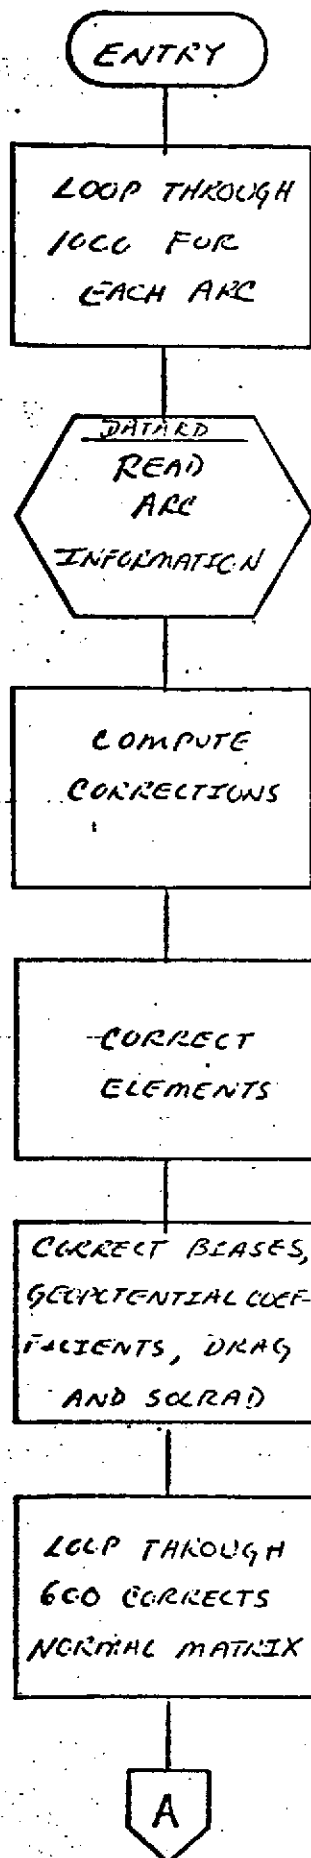 ENTRY
LOOP THROUGH
1000 FOR
EACH ARC
DATARD
READ
ARC
INFORMATION
COMPUTE
CORRECTIONS
CORRECT
ELEMENTS
CORRECT BIASES,
GEOPOTENTIAL COEF-
FICIENTS, DRAG
AND SOLRAD
LOOP THROUGH
600 CORRECTS
NORMAL MATRIX
A